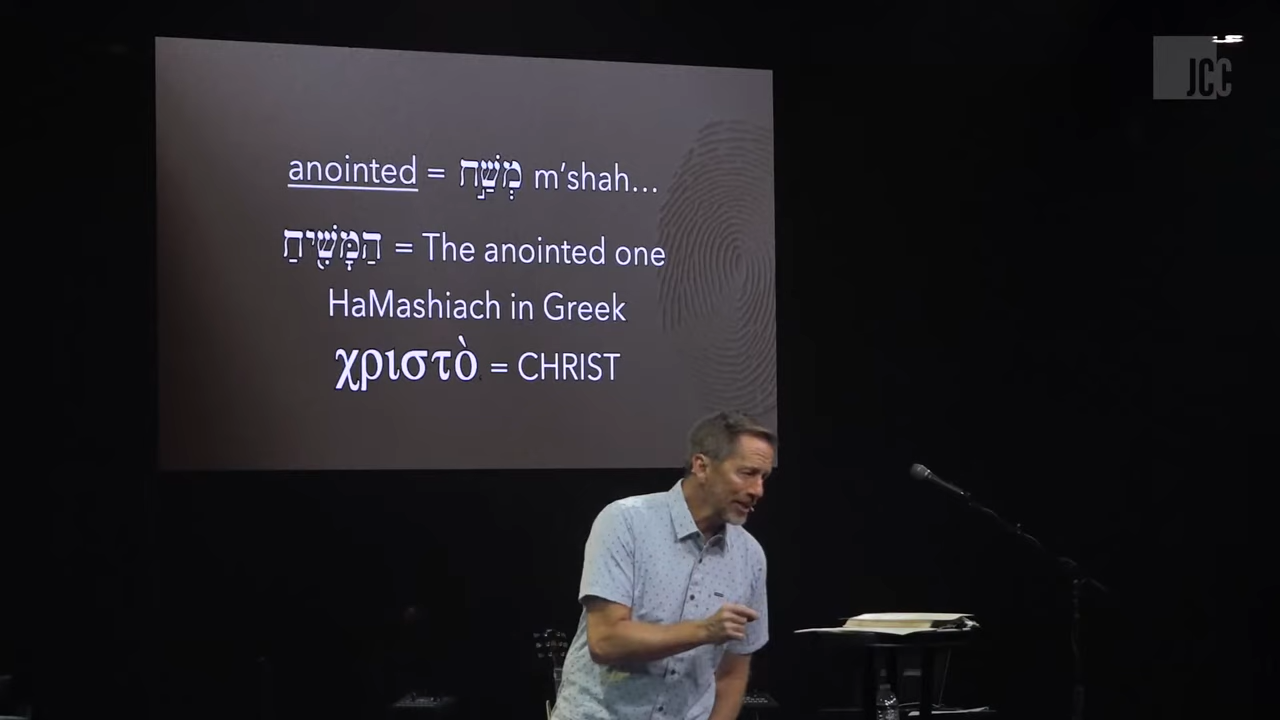 anointed = מְשַׁ֣ח m'shah...
הַמָּשִׁ֖יחַ = The anointed one
HaMashiach in Greek
χριστὸ = CHRIST
JCC